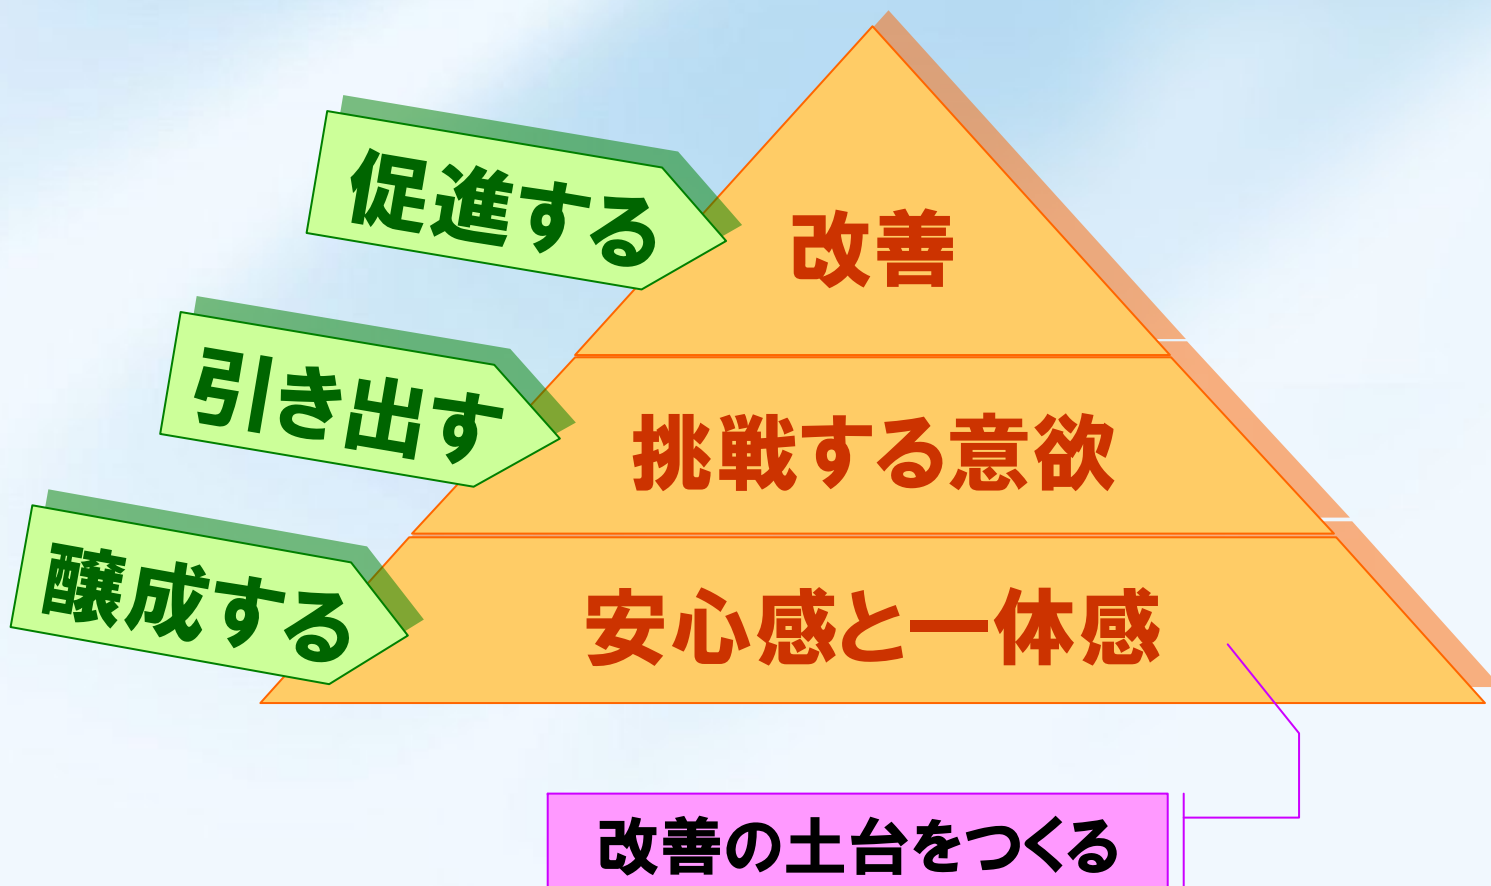 促進する
改善
引き出す
挑戦する意欲
醸成する
安心感と一体感
改善の土台をつくる